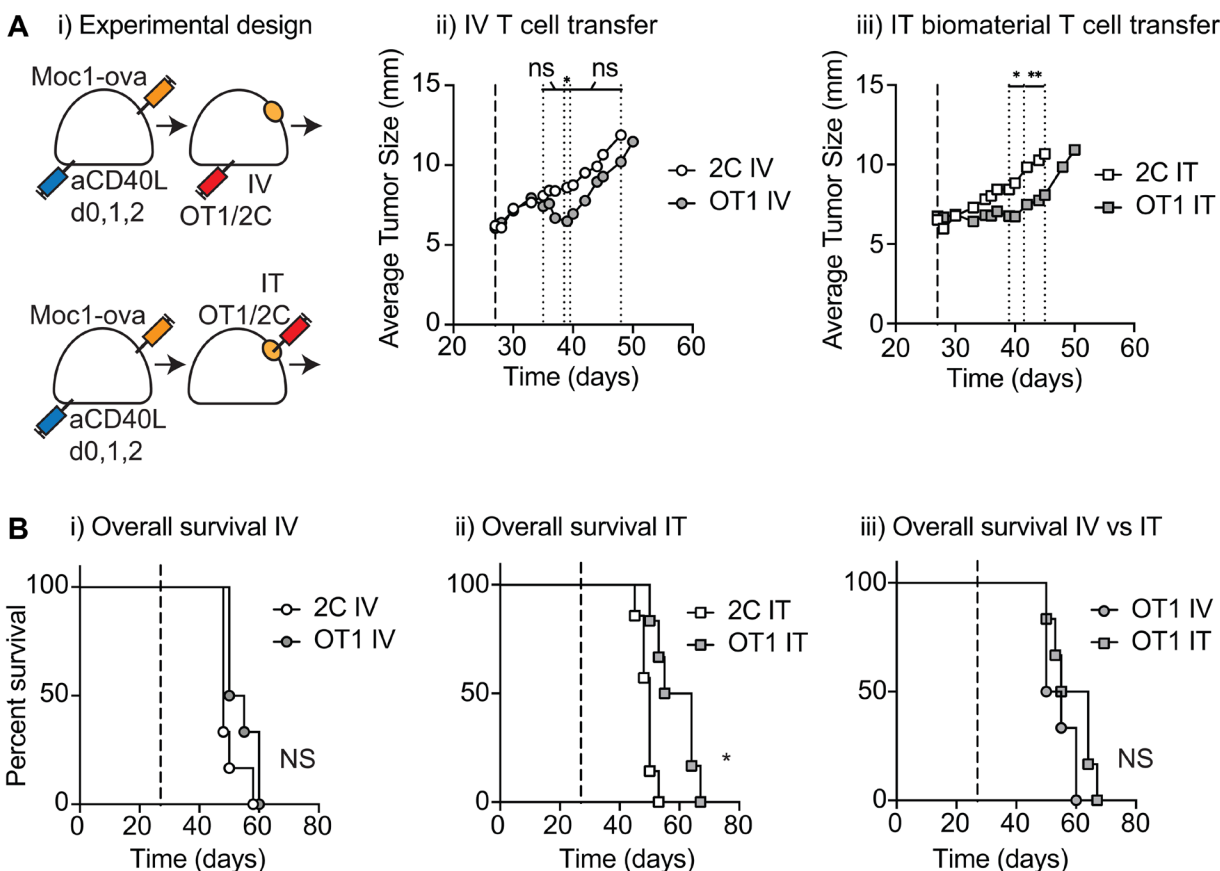 A
i) Experimental design
Moc1-ova
aCD40L
d0,1,2
IV
OT1/2C
IT
OT1/2C
Moc1-ova
aCD40L
d0,1,2
ii) IV T cell transfer
Average Tumor Size (mm)
15
10
5
0
ns
*
ns
20
30
40
50
60
Time (days)
2C IV
OT1 IV
iii) IT biomaterial T cell transfer
Average Tumor Size (mm)
15
10
5
0
*
**
20
30
40
50
60
Time (days)
2C IT
OT1 IT
B
i) Overall survival IV
Percent survival
100
50
0
0
20
40
60
80
Time (days)
2C IV
OT1 IV
NS
ii) Overall survival IT
100
50
0
0
20
40
60
80
Time (days)
2C IT
OT1 IT
*
iii) Overall survival IV vs IT
100
50
0
0
20
40
60
80
Time (days)
OT1 IV
OT1 IT
NS